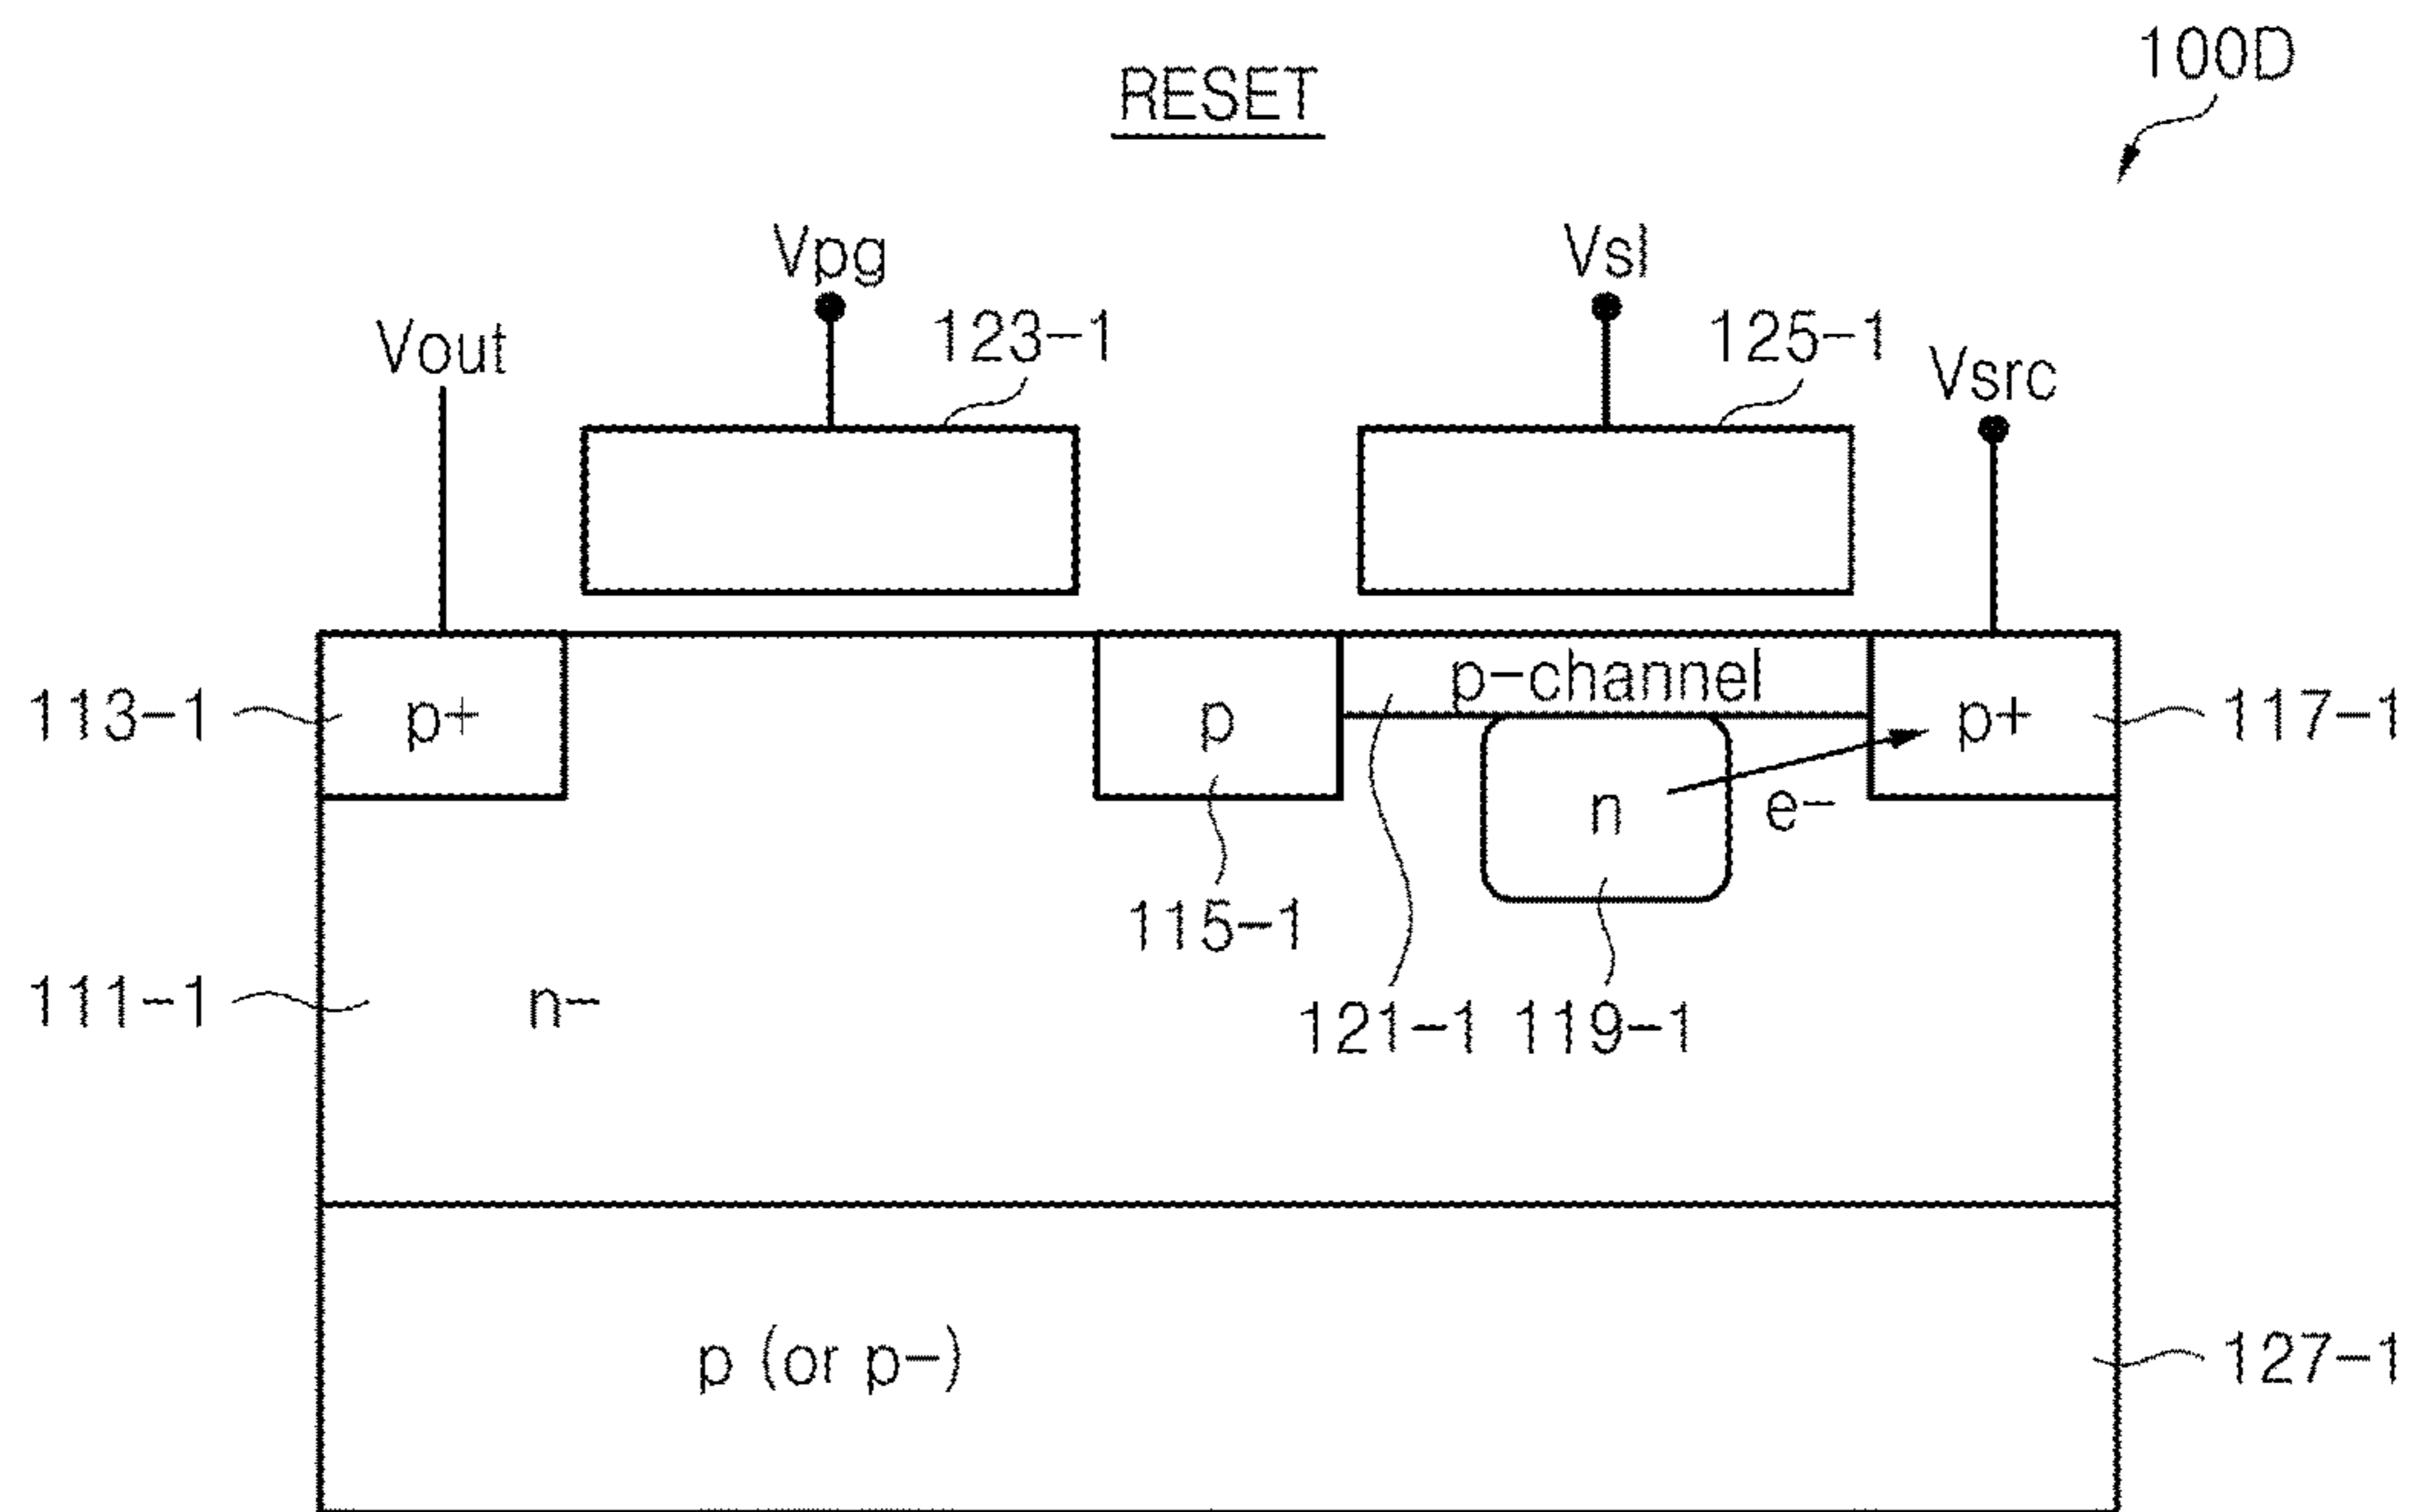 RESET
100D
Vpg
Vsl
Vout
123-1
125-1
Vsrc
113-1
p+
p
p-channel
p+
117-1
n
e-
115-1
111-1
n-
121-1
119-1
p (or p-)
127-1